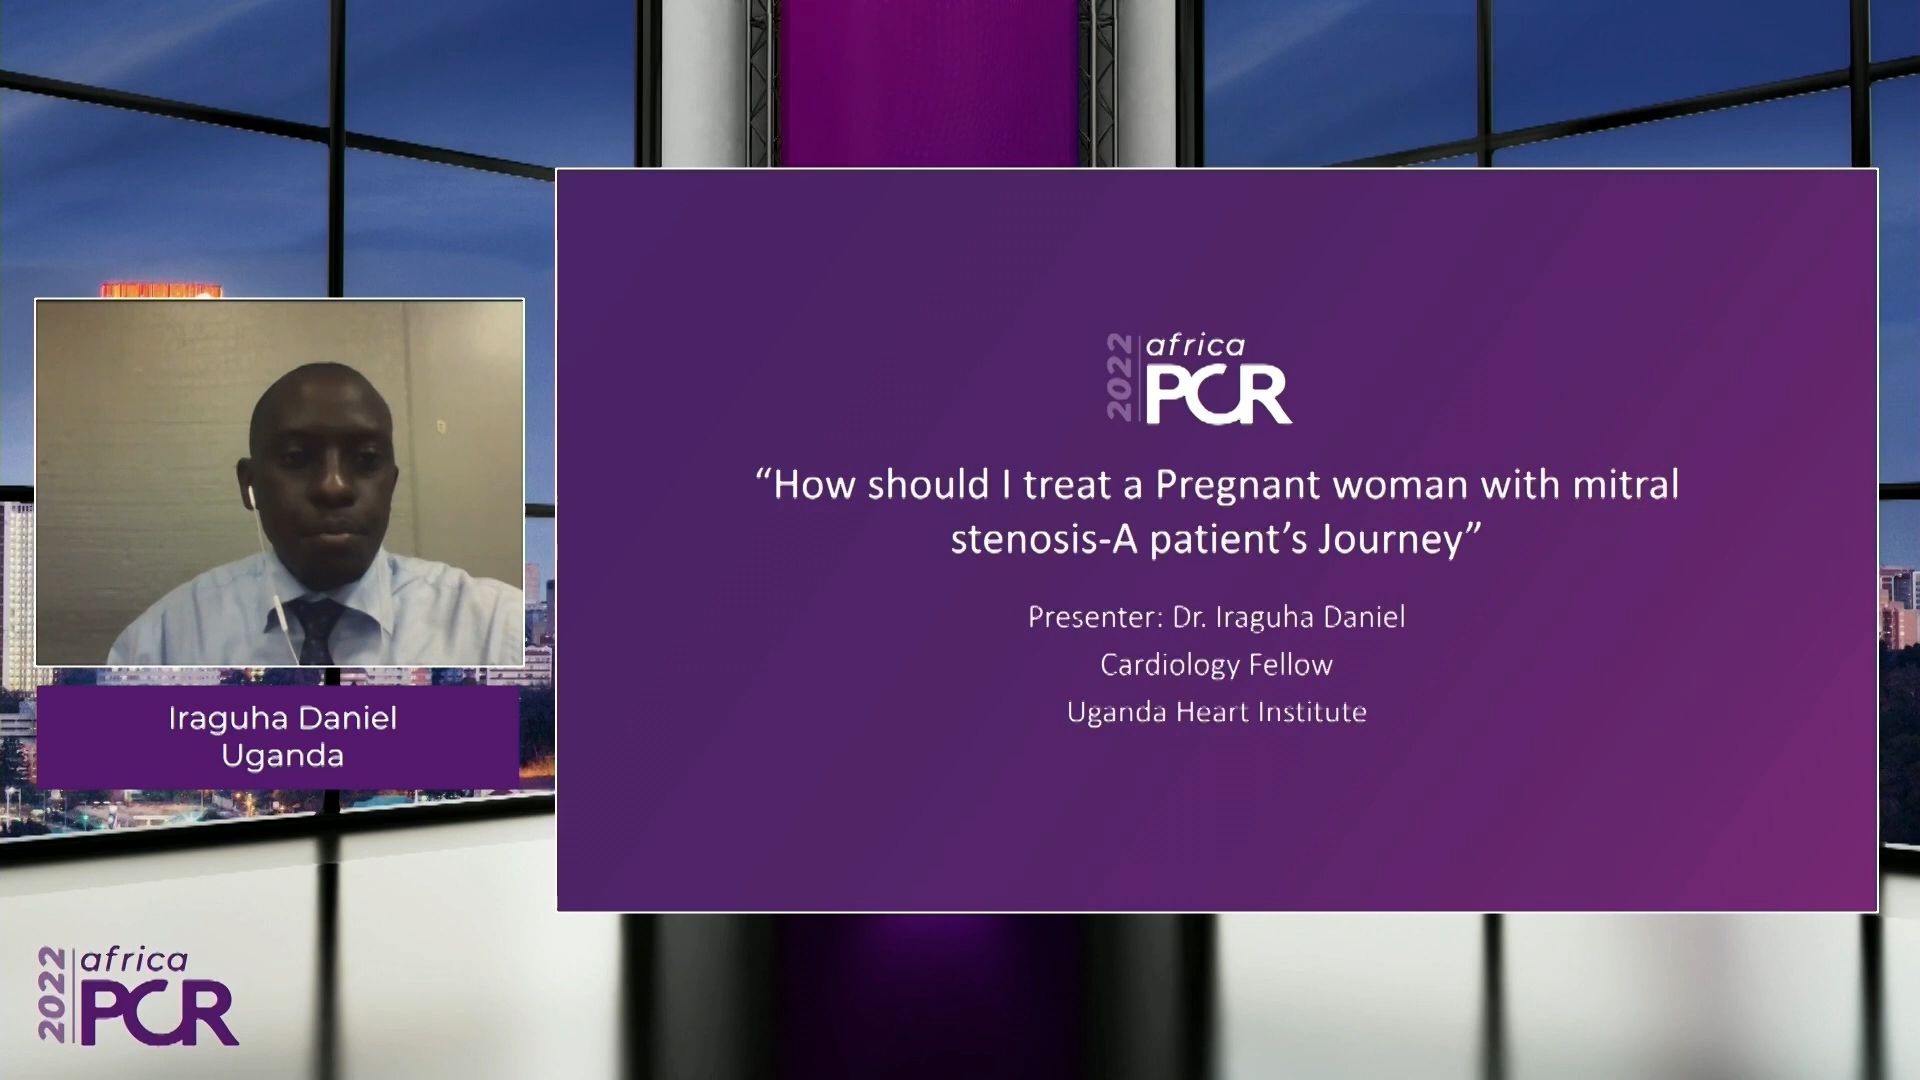 2022
africa
PCR
“How should I treat a Pregnant woman with mitral
stenosis-A patient’s Journey”
Presenter: Dr. Iraguha Daniel
Cardiology Fellow
Uganda Heart Institute
Iraguha Daniel
Uganda
2022
africa
PCR